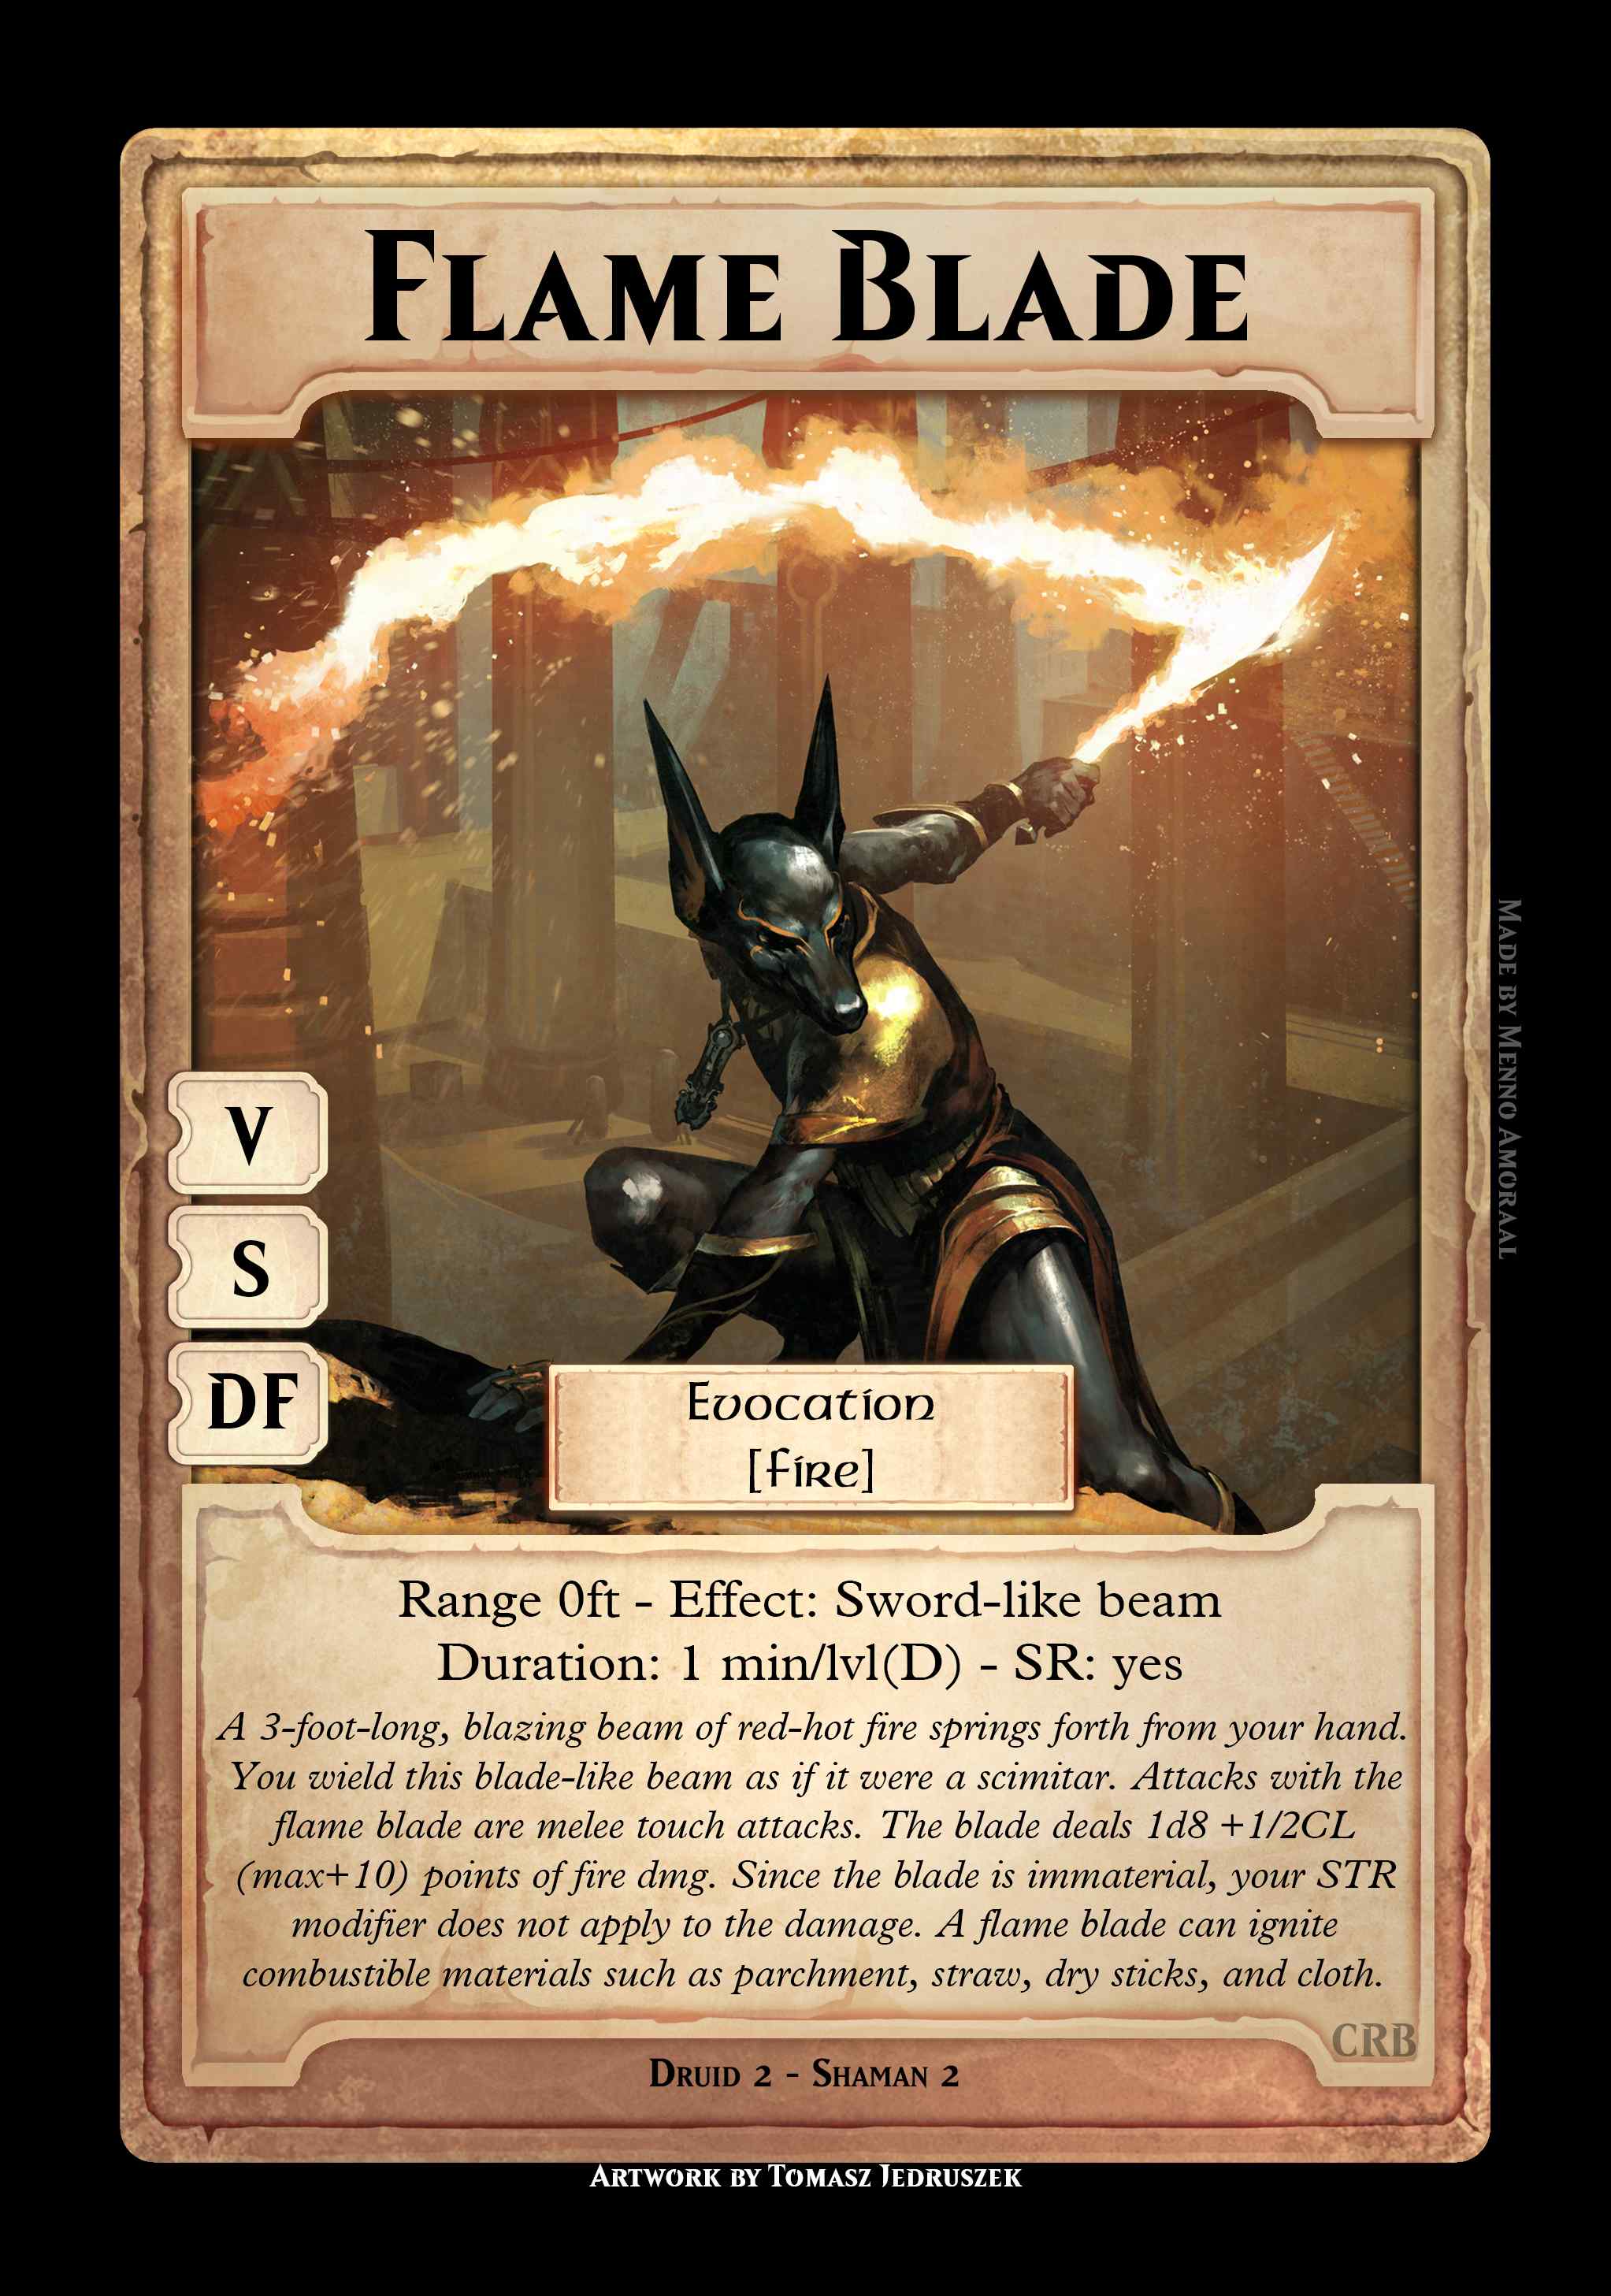 Flame Blade
V
S
DF
Evocation
[Fire]
Range 0ft - Effect: Sword-like beam
Duration: 1 min/lvl(D) - SR: yes
A 3-foot-long, blazing beam of red-hot fire springs forth from your hand.
You wield this blade-like beam as if it were a scimitar. Attacks with the
flame blade are melee touch attacks. The blade deals 1d8 +1/2CL
(max+10) points of fire dmg. Since the blade is immaterial, your STR
modifier does not apply to the damage. A flame blade can ignite
combustible materials such as parchment, straw, dry sticks, and cloth.
CRB
Druid 2 - Shaman 2
Artwork by Tomasz Jedruszek
Made by Menno Amoraal